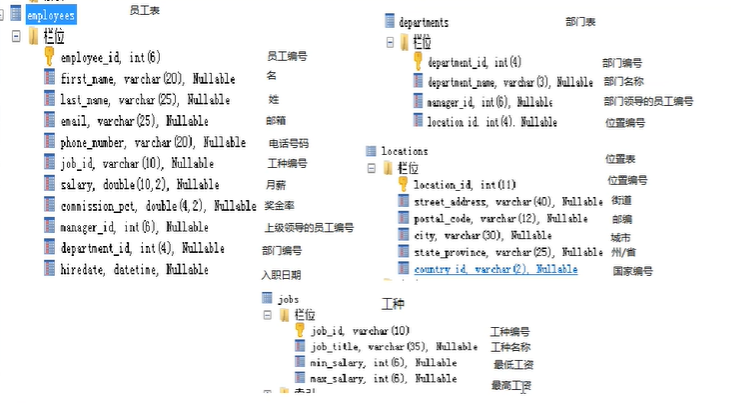 employees
员工表
栏位
employee_id, int(6)
员工编号
first_name, varchar(20), Nullable
名
last_name, varchar(25), Nullable
姓
email, varchar(25), Nullable
邮箱
phone_number, varchar(20), Nullable
电话号码
job_id, varchar(10), Nullable
工种编号
salary, double(10,2), Nullable
月薪
commission_pct, double(4,2), Nullable
奖金率
manager_id, int(6), Nullable
上级领导的员工编号
department_id, int(4), Nullable
部门编号
hiredate, datetime, Nullable
入职日期
departments
部门表
栏位
department_id, int(4)
部门编号
department_name, varchar(3), Nullable
部门名称
manager_id, int(6), Nullable
部门领导的员工编号
location_id, int(4), Nullable
位置编号
locations
位置表
栏位
location_id, int(11)
位置编号
street_address, varchar(40), Nullable
街道
postal_code, varchar(12), Nullable
邮编
city, varchar(30), Nullable
城市
state_province, varchar(25), Nullable
州/省
country_id, varchar(2), Nullable
国家编号
jobs
工种
栏位
job_id, varchar(10)
工种编号
job_title, varchar(35), Nullable
工种名称
min_salary, int(6), Nullable
最低工资
max_salary, int(6), Nullable
最高工资